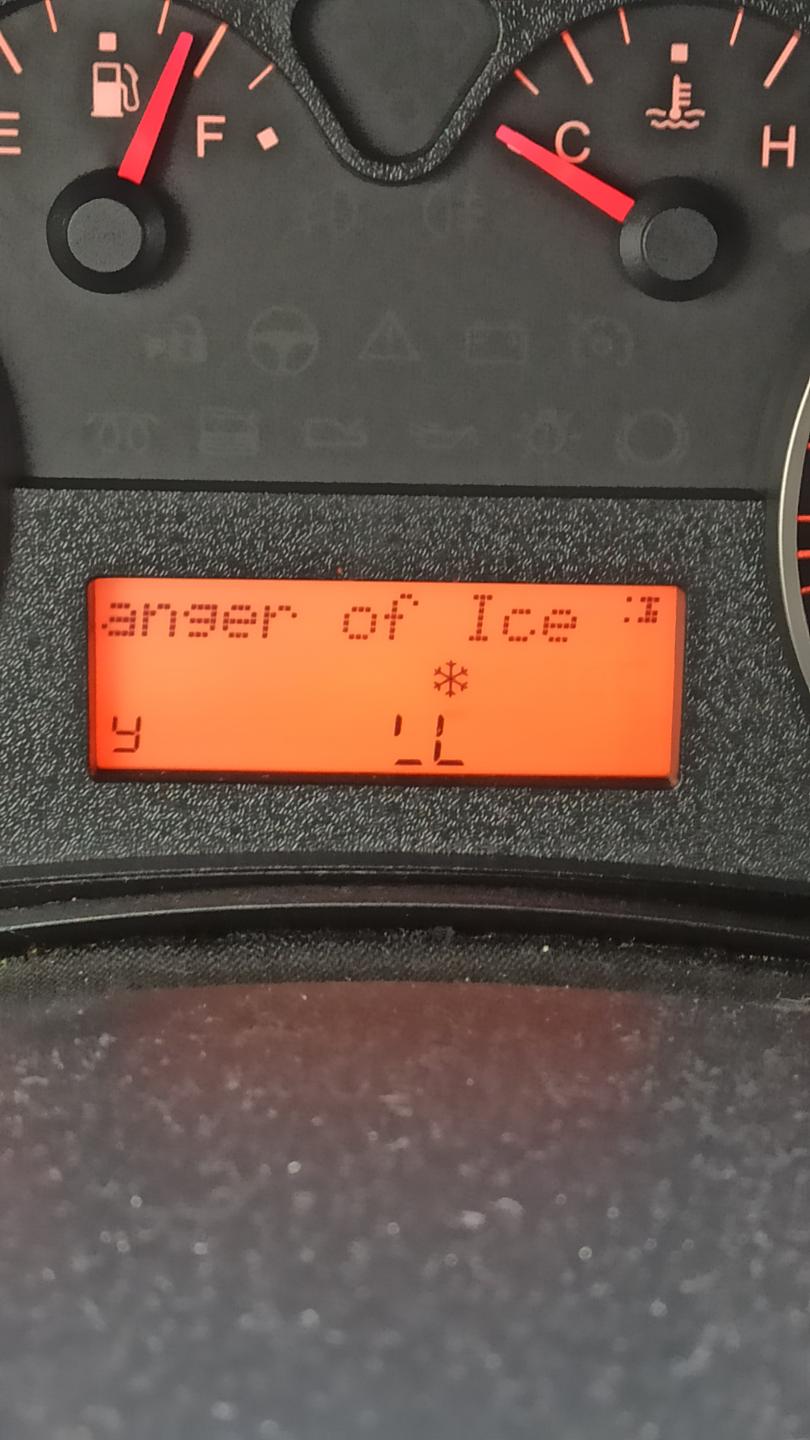 E F C H
anger of Ice
y